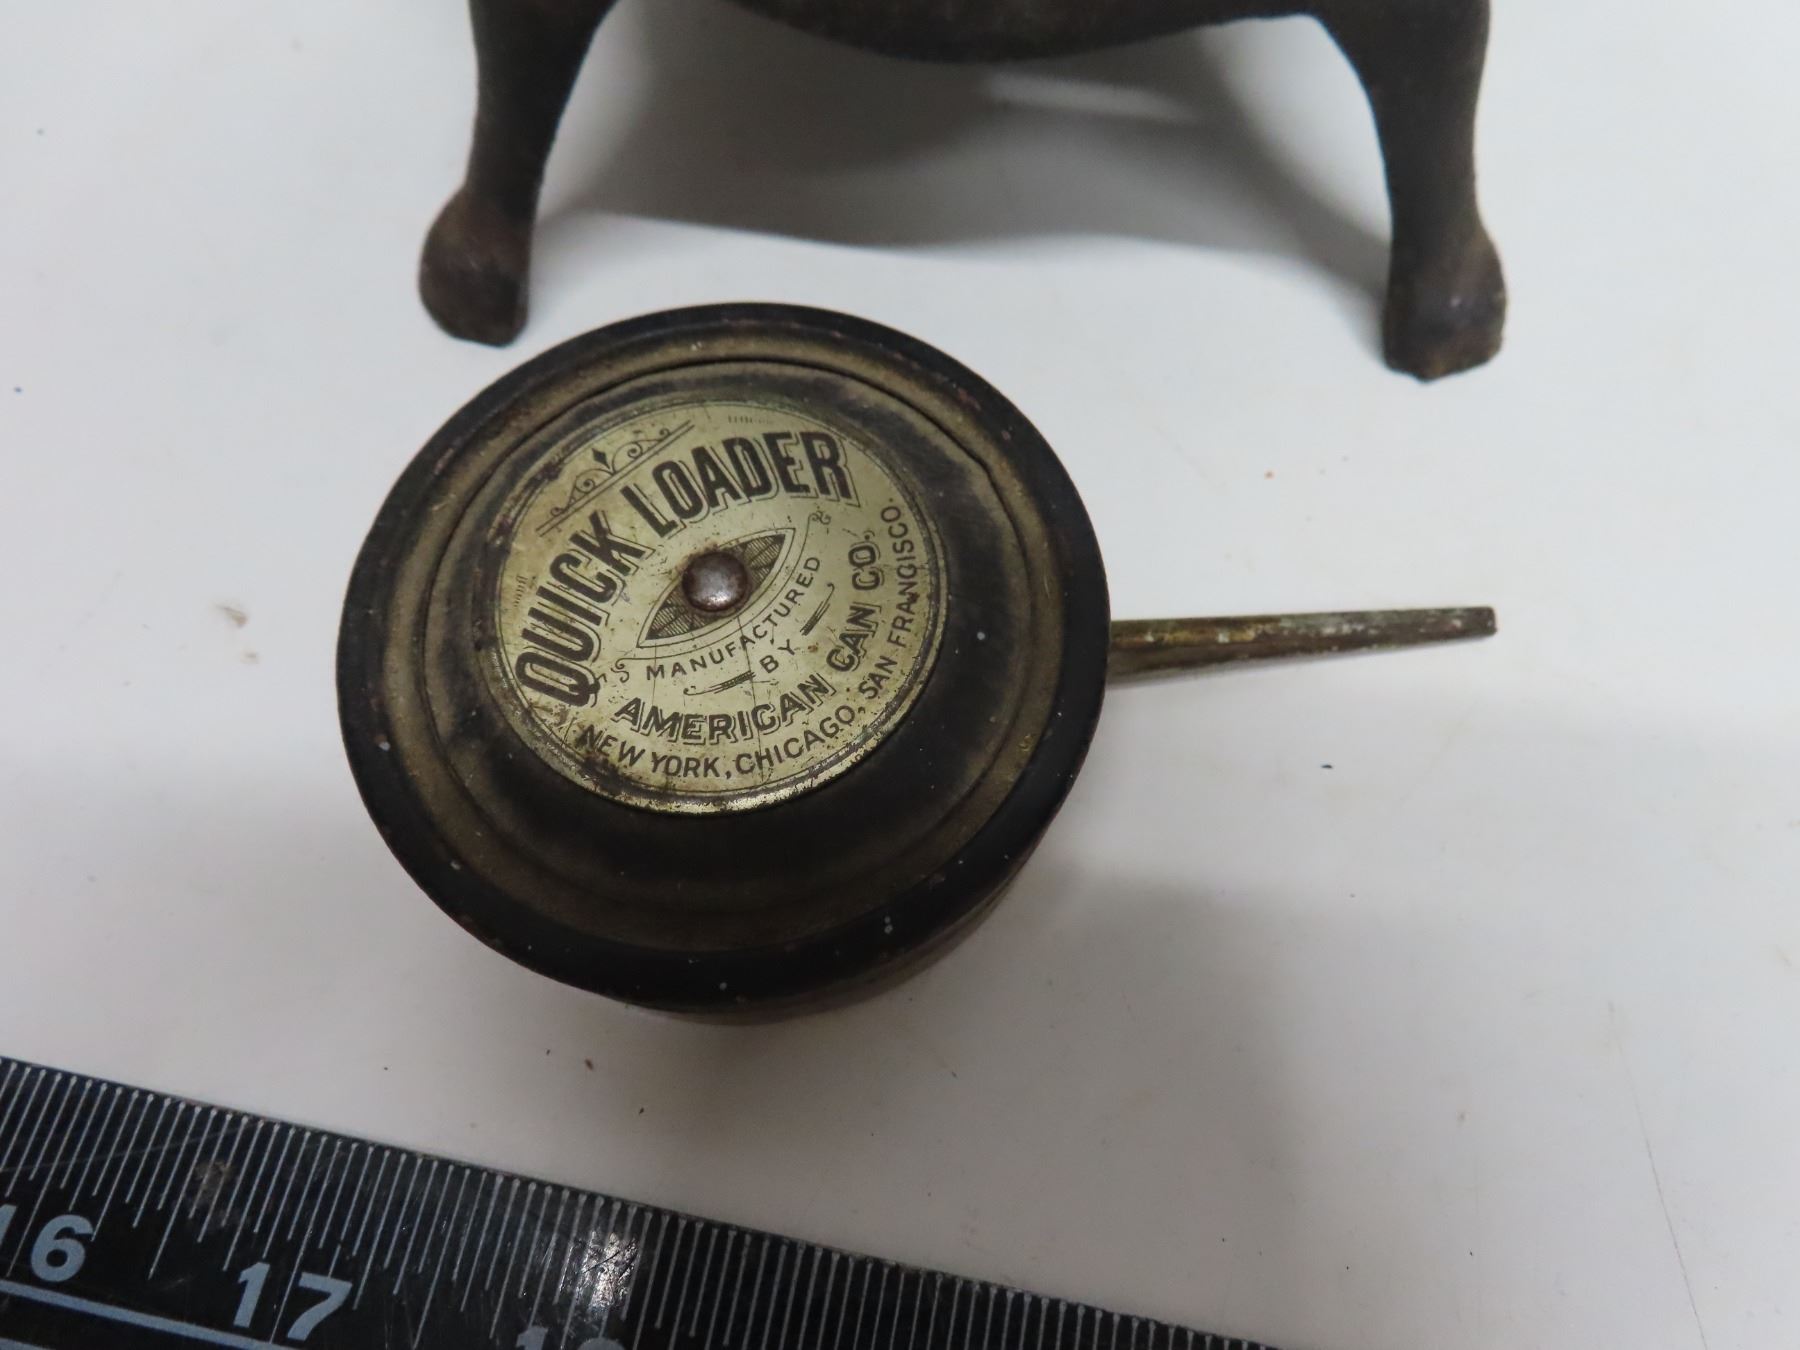 QUICK LOADER
MANUFACTURED
BY
AMERICAN CAN CO.
NEW YORK, CHICAGO, SAN FRANCISCO.
16
17